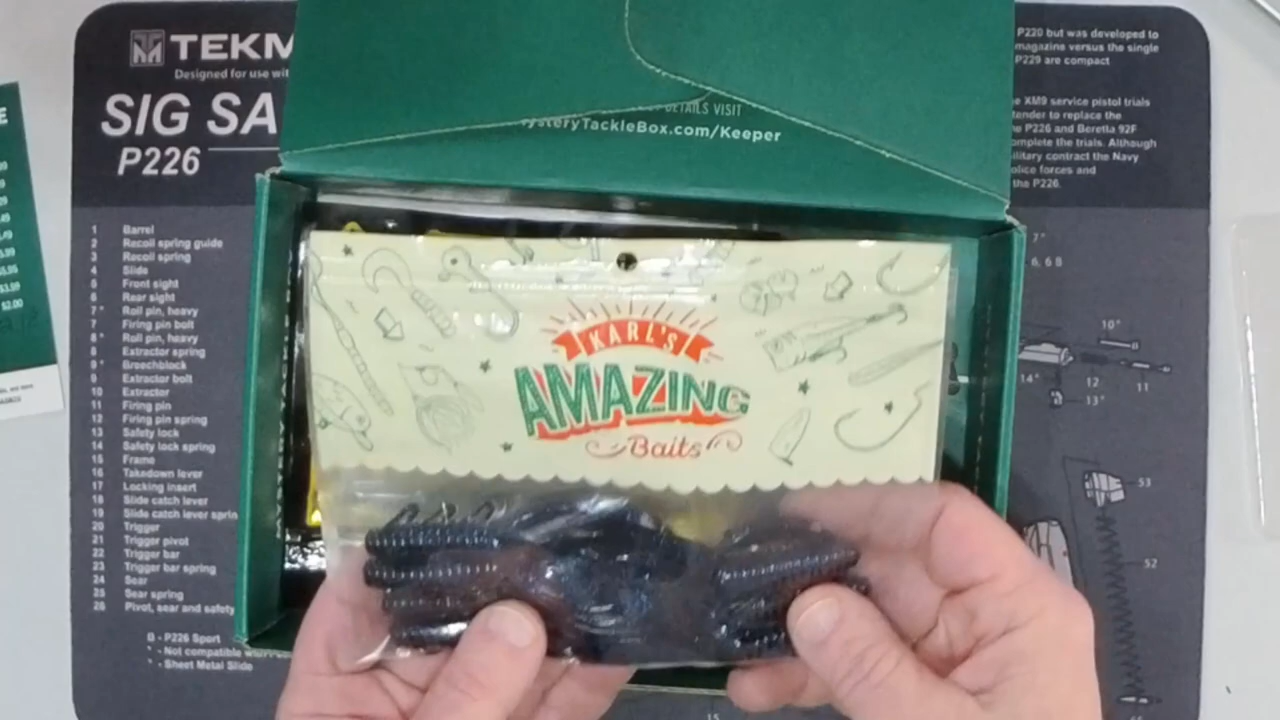 TEKM
Designed for use wit
SIG SA
P226
DETAILS VISIT
ysteryTackleBox.com/Keeper
KARL'S
AMAZING
Baits
1 Barrel
2 Recoil spring guide
3 Recoil spring
4 Slide
5 Front sight
6 Rear sight
7 * Roll pin, heavy
7 Firing pin bolt
8 * Roll pin, heavy
8 Extractor spring
9 * Breechblock
9 Extractor bolt
10 Extractor
11 Firing pin
12 Firing pin spring
13 Safety lock
14 Safety lock spring
15 Frame
16 Takedown lever
17 Locking insert
18 Slide catch lever
19 Slide catch lever sprin
20 Trigger
21 Trigger pivot
22 Trigger bar
23 Trigger bar spring
24 Sear
25 Sear spring
26 Pivot, sear and safety
B - P226 Sport
* - Not compatible with
- Sheet Metal Slide
P220 but was developed to
magazine versus the single
P229 are compact
XM9 service pistol trials
tender to replace the
P226 and Beretta 92F
omplete the trials. Although
ilitary contract the Navy
olice forces and
the P226.
7"
6, 6 B
10*
8
14*
12
11
13*
53
52
15
$3.59
$2.00